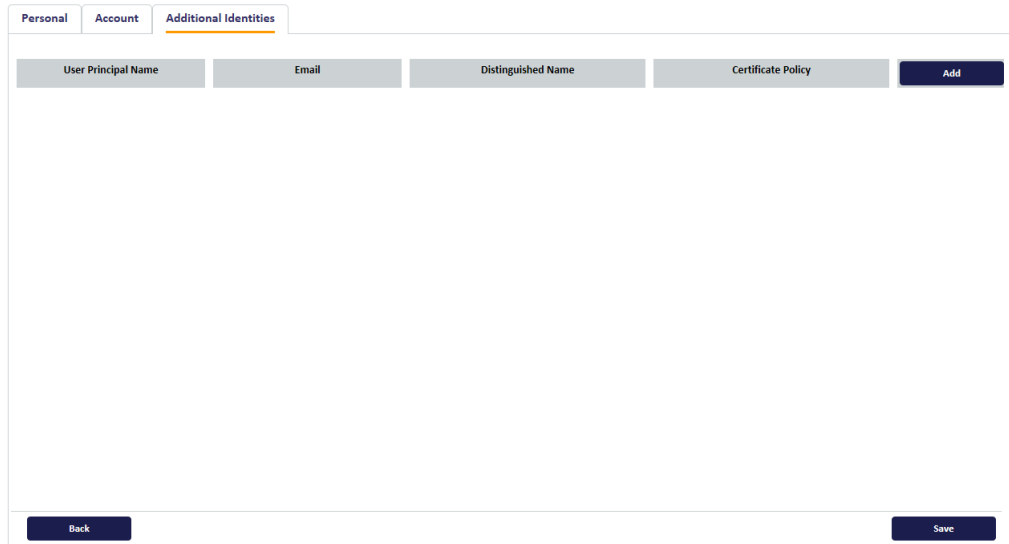 Personal Account Additional Identities
User Principal Name Email Distinguished Name Certificate Policy Add
Back Save